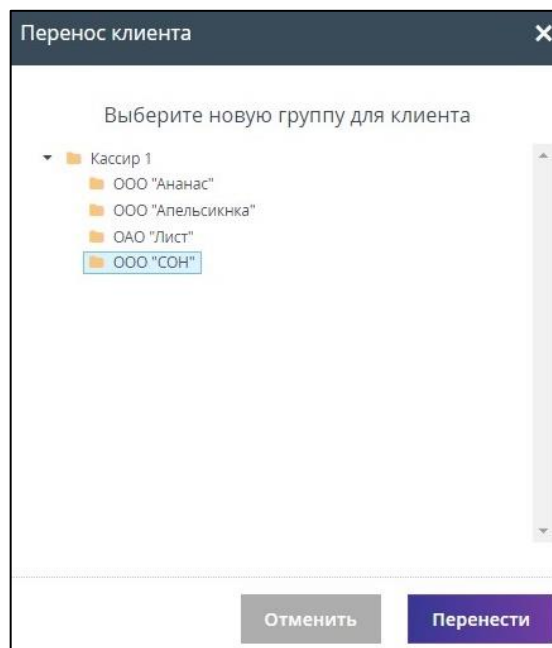 Перенос клиента
Выберите новую группу для клиента
Кассир 1
ООО "Ананас"
ООО "Апельсикнка"
ОАО "Лист"
ООО "СОН"
Отменить
Перенести